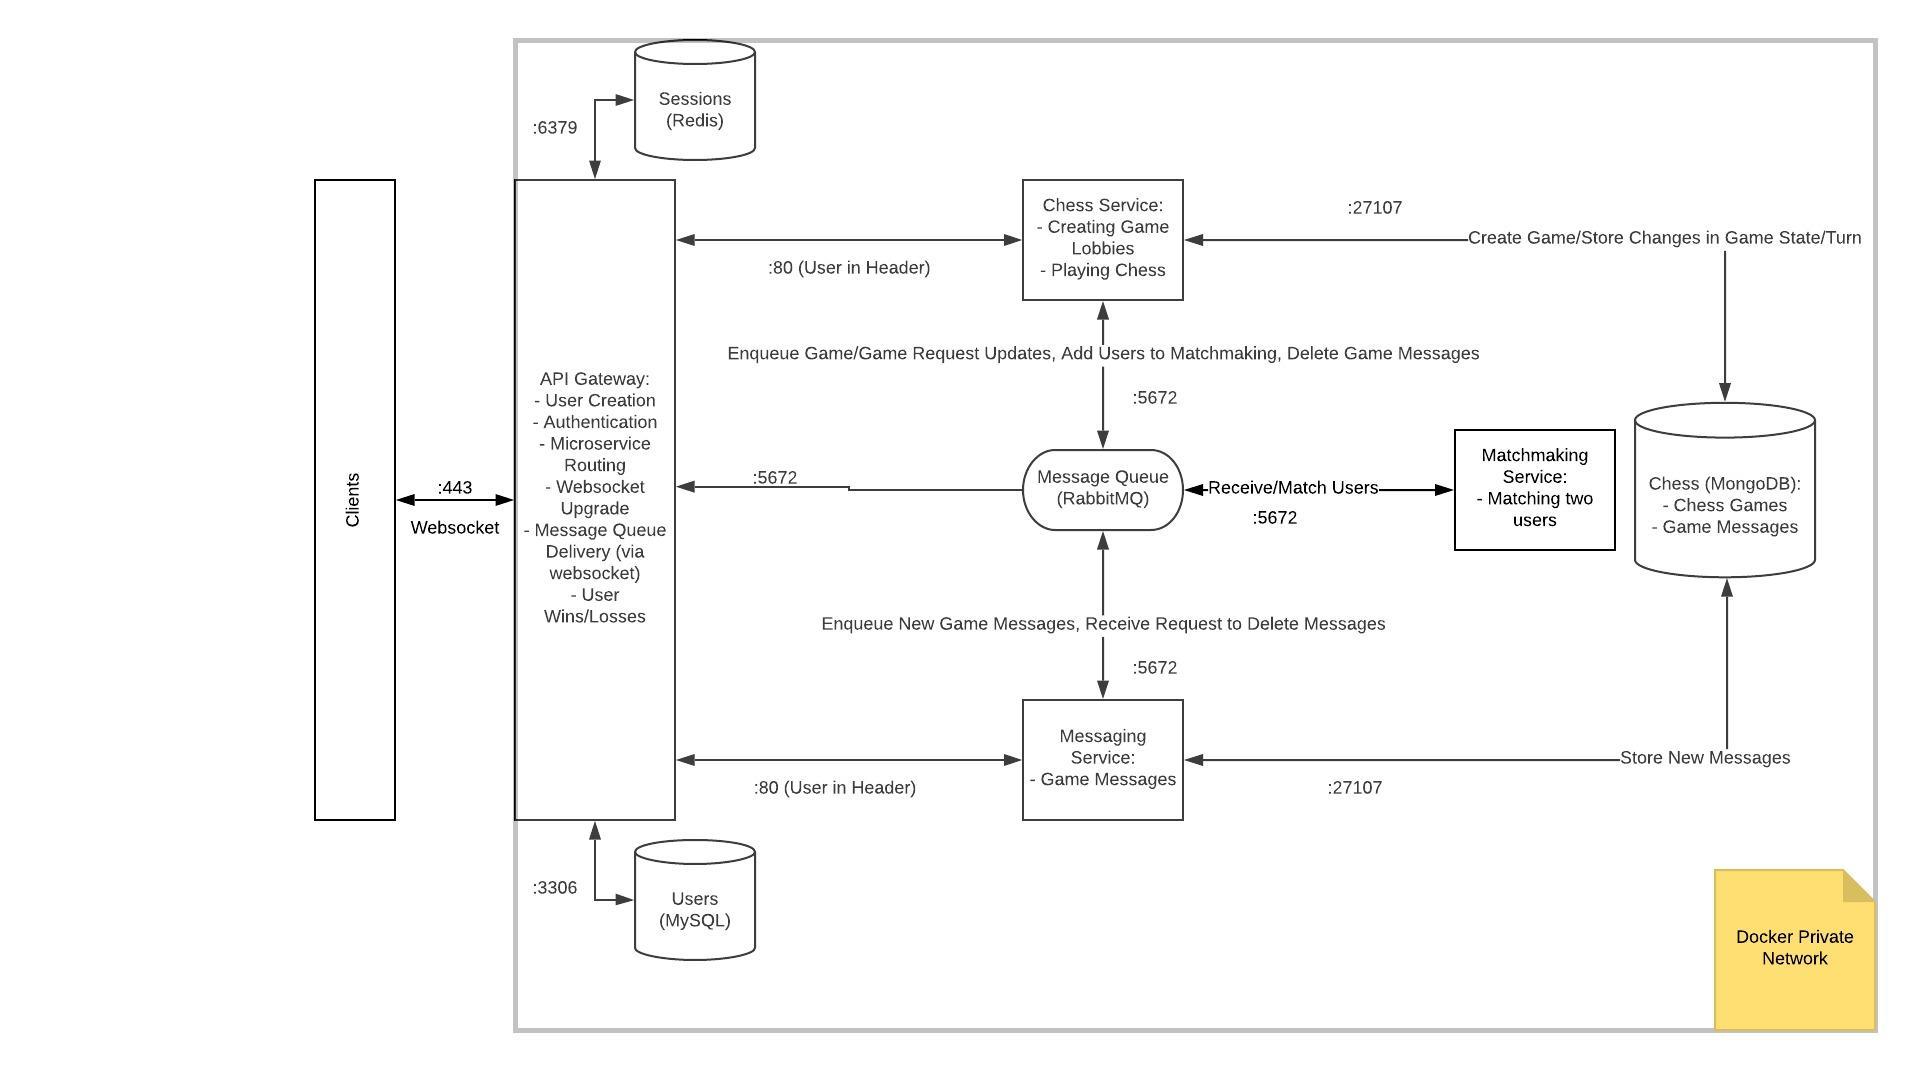 Sessions
(Redis)
:6379
Clients
:443
Websocket
API Gateway:
- User Creation
- Authentication
- Microservice
Routing
- Websocket
Upgrade
- Message Queue
Delivery (via
websocket)
- User
Wins/Losses
:80 (User in Header)
Chess Service:
- Creating Game
Lobbies
- Playing Chess
:27107
Create Game/Store Changes in Game State/Turn
Enqueue Game/Game Request Updates, Add Users to Matchmaking, Delete Game Messages
:5672
:5672
Message Queue
(RabbitMQ)
Receive/Match Users
:5672
Matchmaking
Service:
- Matching two
users
Chess (MongoDB):
- Chess Games
- Game Messages
Enqueue New Game Messages, Receive Request to Delete Messages
:5672
:80 (User in Header)
Messaging
Service:
- Game Messages
Store New Messages
:27107
:3306
Users
(MySQL)
Docker Private
Network